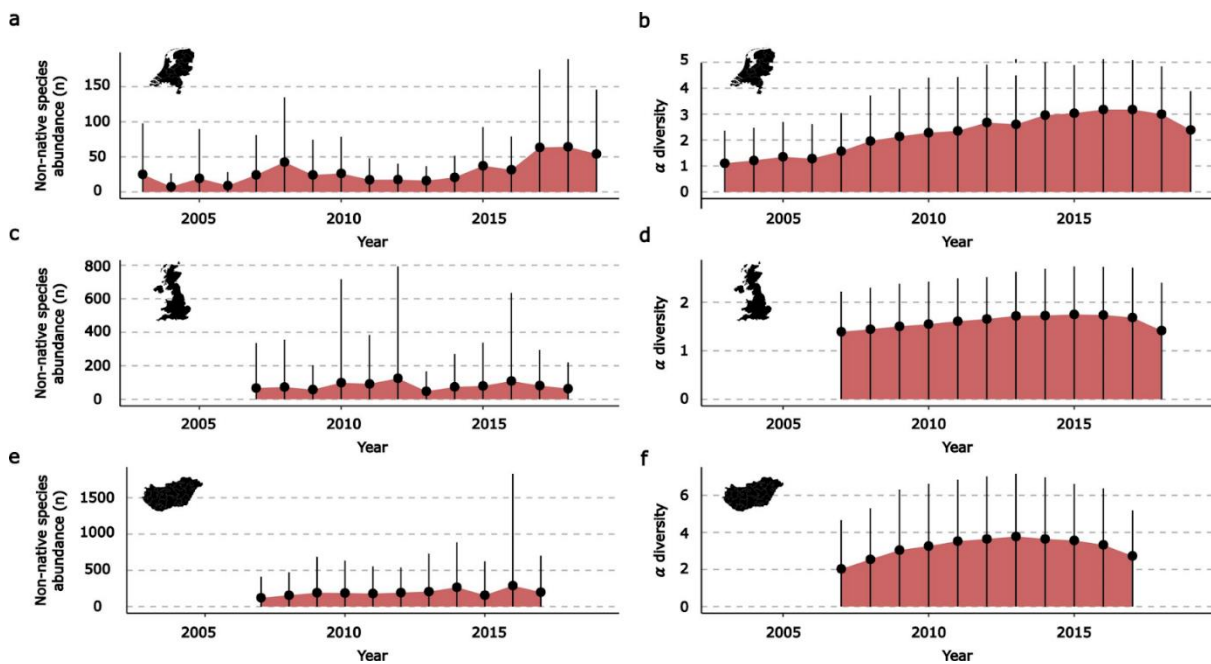 a
Non-native species
abundance (n)
150
100
50
0
2005
2010
2015
Year
b
α diversity
5
4
3
2
1
0
2005
2010
2015
Year
c
Non-native species
abundance (n)
800
600
400
200
0
2005
2010
2015
Year
d
α diversity
2
1
0
2005
2010
2015
Year
e
Non-native species
abundance (n)
1500
1000
500
0
2005
2010
2015
Year
f
α diversity
6
4
2
0
2005
2010
2015
Year